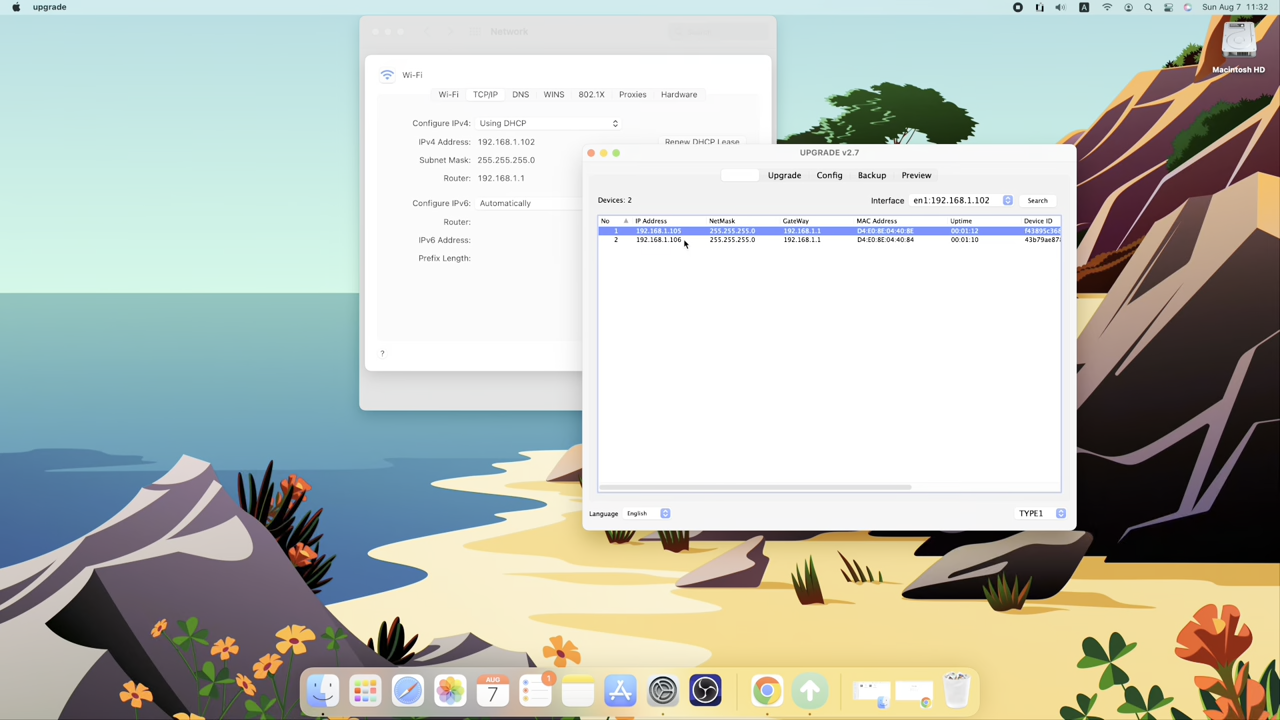 upgrade
A
Sun Aug 7 11:32
Macintosh HD
Network
Wi-Fi
Wi-Fi TCP/IP DNS WINS 802.1X Proxies Hardware
Configure IPv4: Using DHCP
IPv4 Address: 192.168.1.102 Renew DHCP Lease
Subnet Mask: 255.255.255.0
Router: 192.168.1.1
Configure IPv6: Automatically
Router:
IPv6 Address:
Prefix Length:
?
UPGRADE v2.7
Upgrade Config Backup Preview
Devices: 2 Interface en1:192.168.1.102 Search
No IP Address NetMask GateWay MAC Address Uptime Device ID
1 192.168.1.105 255.255.255.0 192.168.1.1 D4:E0:8E:04:40:8E 00:01:12 f43895c36
2 192.168.1.106 255.255.255.0 192.168.1.1 D4:E0:8E:04:40:84 00:01:10 43b79ae87
Language English TYPE1
AUG
7
1